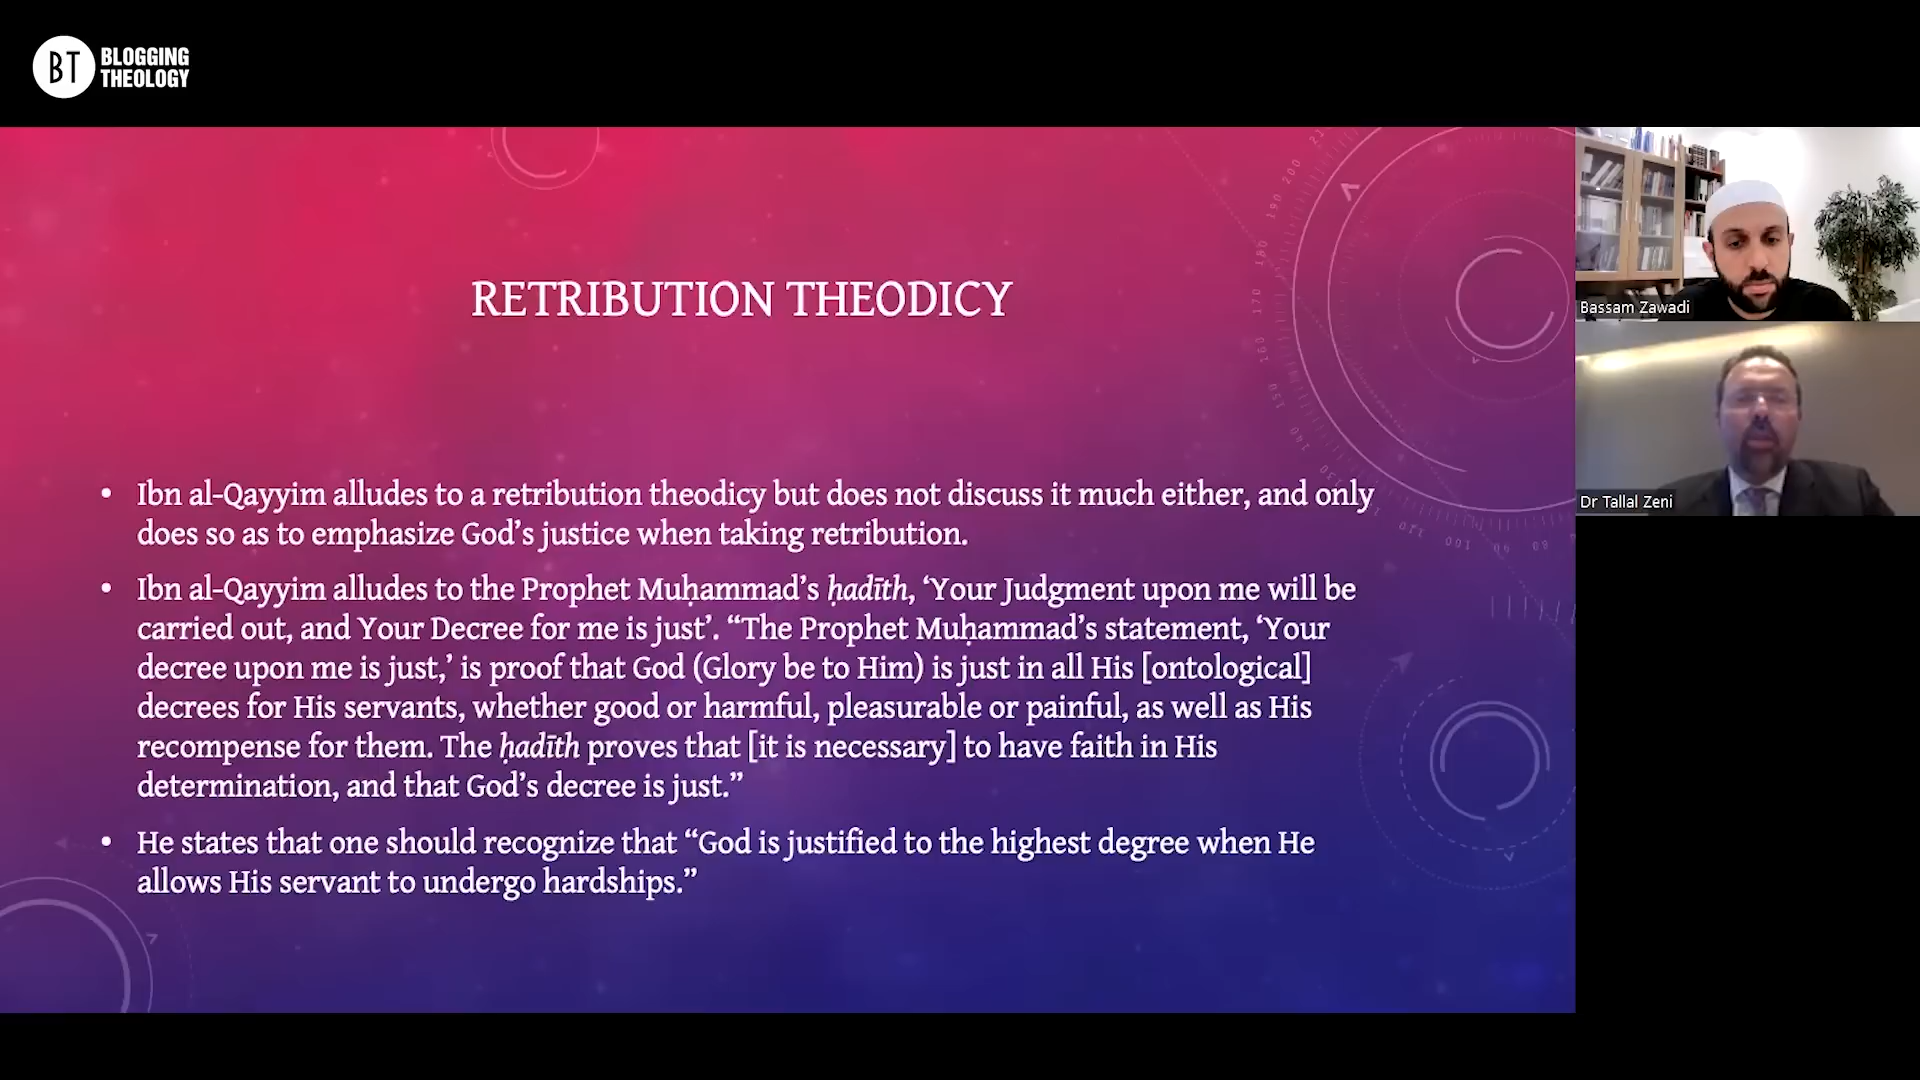 BT BLOGGING
THEOLOGY
RETRIBUTION THEODICY
• Ibn al-Qayyim alludes to a retribution theodicy but does not discuss it much either, and only
does so as to emphasize God’s justice when taking retribution.
• Ibn al-Qayyim alludes to the Prophet Muḥammad’s ḥadīth, ‘Your Judgment upon me will be
carried out, and Your Decree for me is just’. “The Prophet Muḥammad’s statement, ‘Your
decree upon me is just,’ is proof that God (Glory be to Him) is just in all His [ontological]
decrees for His servants, whether good or harmful, pleasurable or painful, as well as His
recompense for them. The ḥadīth proves that [it is necessary] to have faith in His
determination, and that God’s decree is just.”
• He states that one should recognize that “God is justified to the highest degree when He
allows His servant to undergo hardships.”
Bassam Zawadi
Dr Tallal Zeni